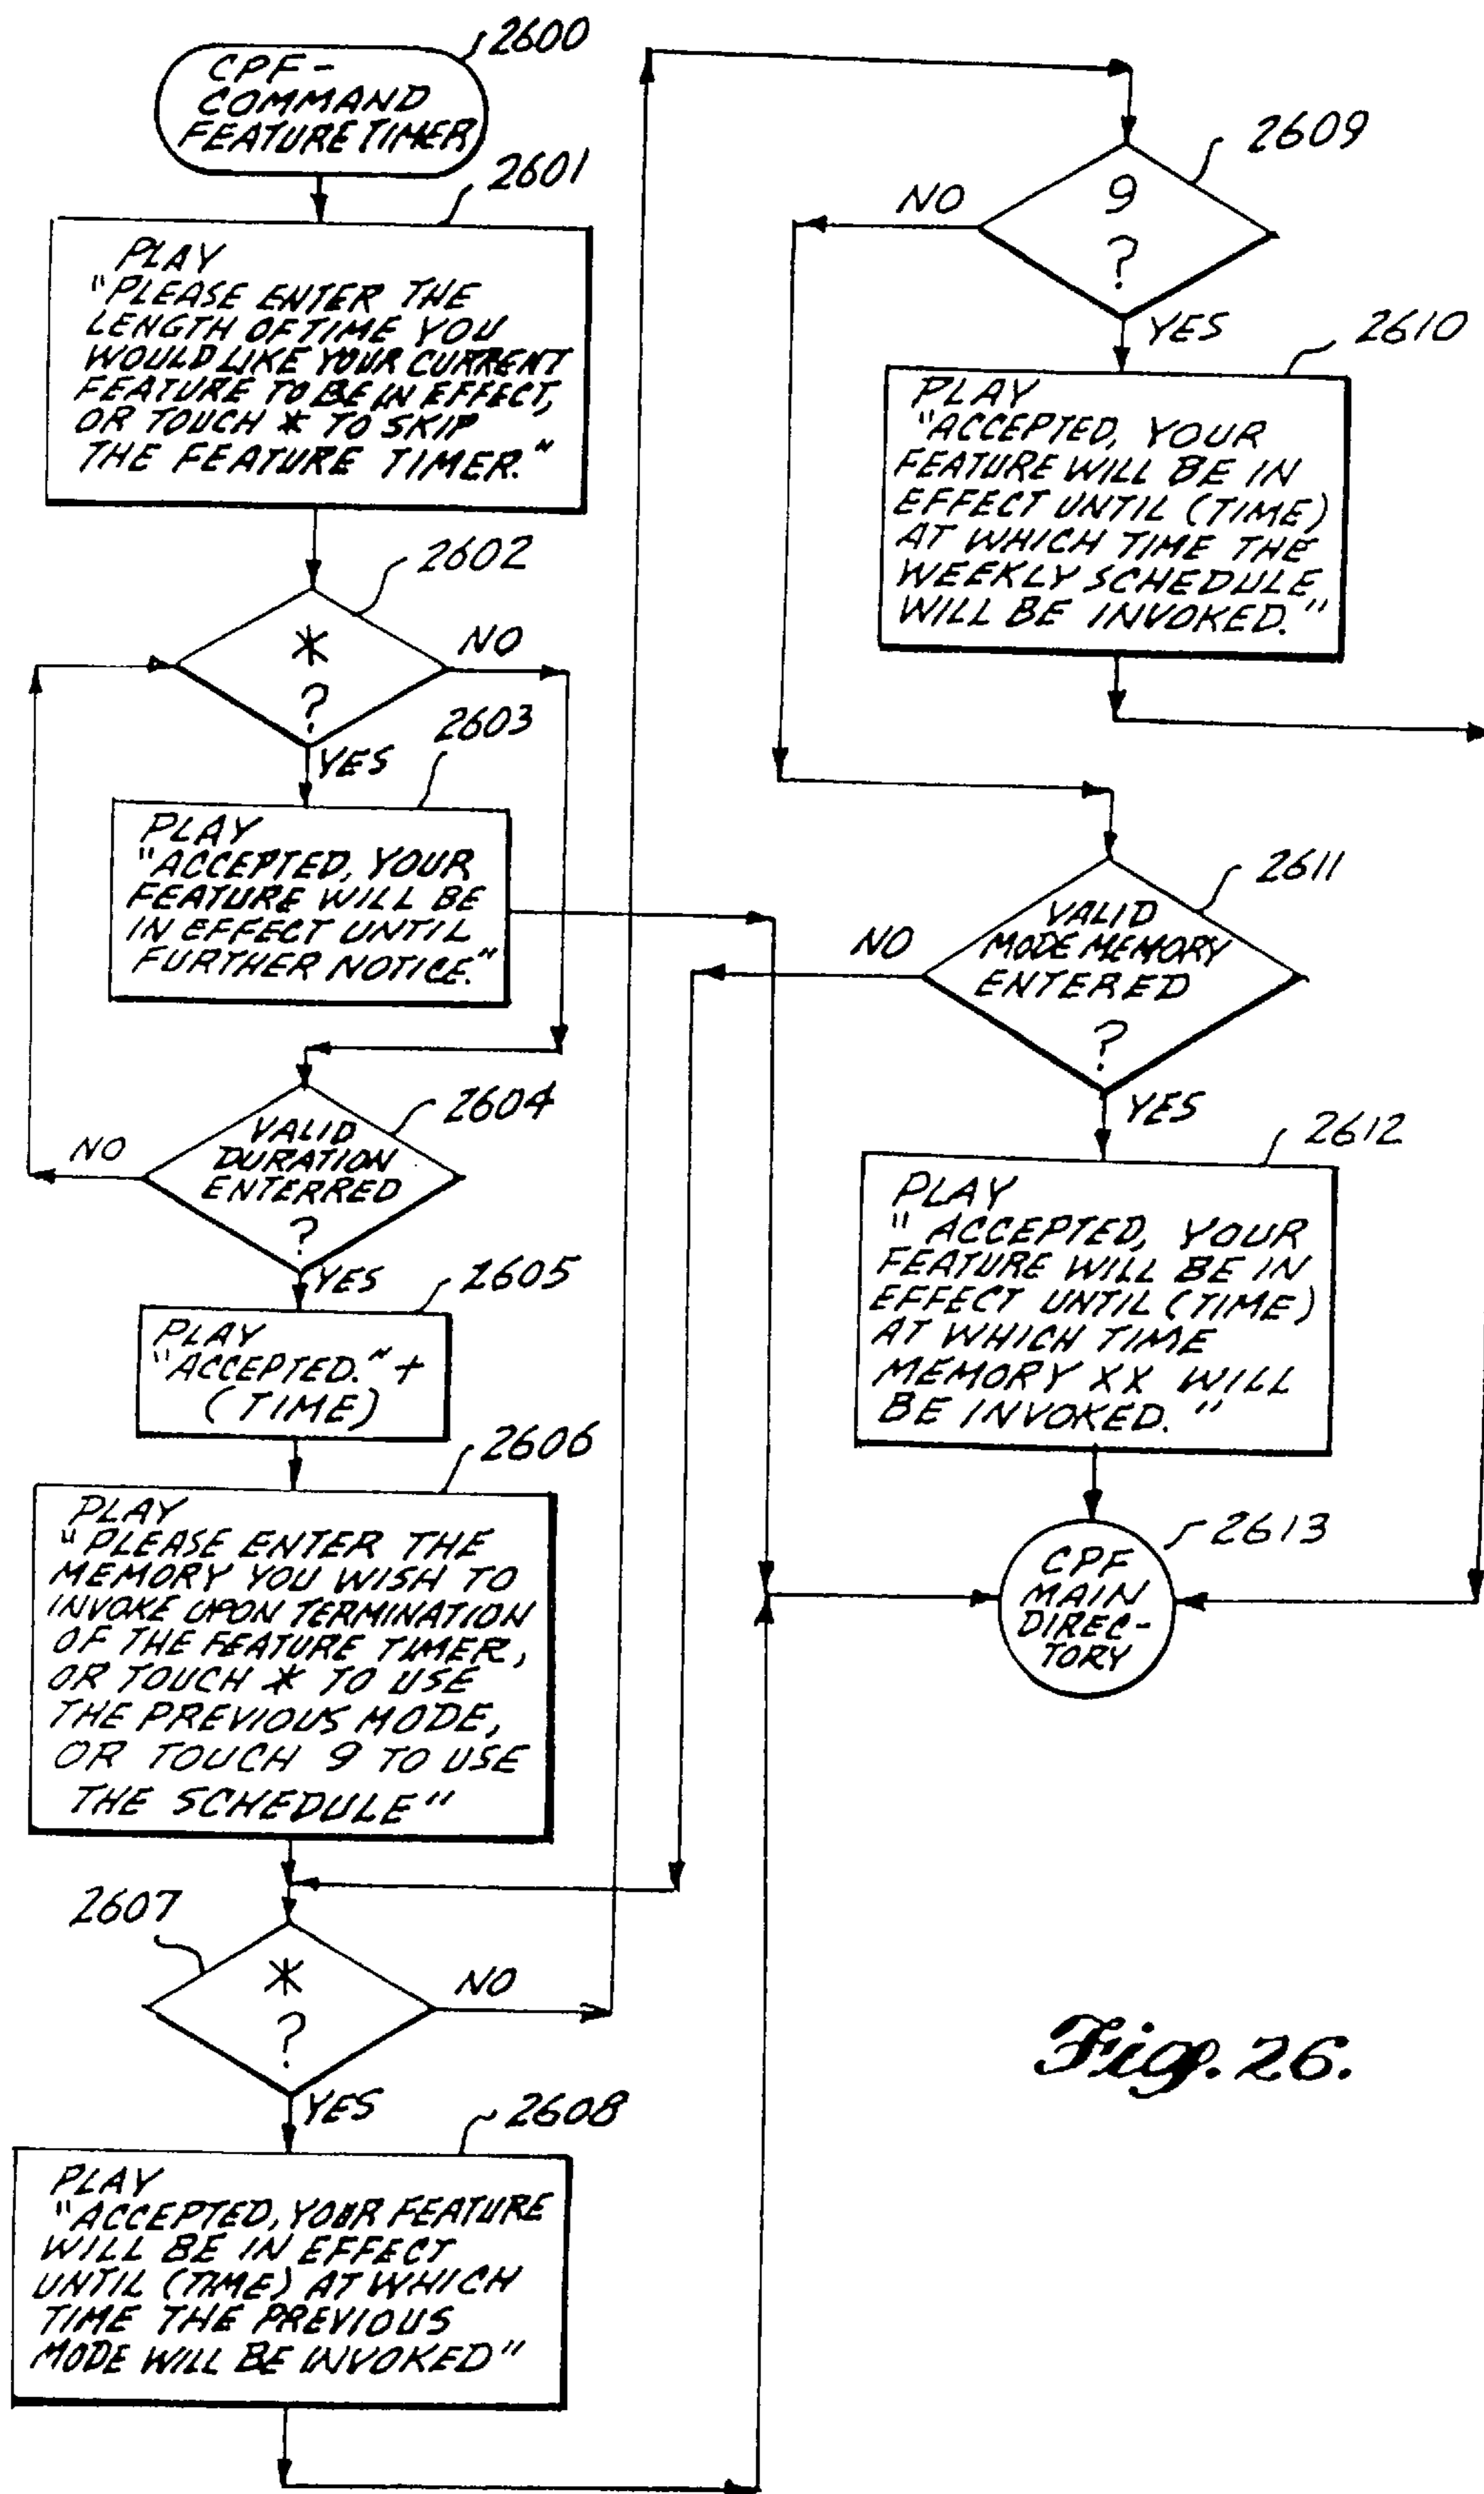 2600
CPF-
COMMAND
FEATURE TIMER
2601
PLAY
"PLEASE ENTER THE
LENGTH OF TIME YOU
WOULD LIKE YOUR CURRENT
FEATURE TO BE IN EFFECT,
OR TOUCH * TO SKIP
THE FEATURE TIMER."
2602
*
?
NO
YES
2603
PLAY
"ACCEPTED, YOUR
FEATURE WILL BE
IN EFFECT UNTIL
FURTHER NOTICE."
2604
VALID
DURATION
ENTERRED
?
NO
YES
2605
PLAY
"ACCEPTED." +
(TIME)
2606
PLAY
"PLEASE ENTER THE
MEMORY YOU WISH TO
INVOKE UPON TERMINATION
OF THE FEATURE TIMER,
OR TOUCH * TO USE
THE PREVIOUS MODE,
OR TOUCH 9 TO USE
THE SCHEDULE"
2607
*
?
NO
YES
2608
PLAY
"ACCEPTED, YOUR FEATURE
WILL BE IN EFFECT
UNTIL (TIME) AT WHICH
TIME THE PREVIOUS
MODE WILL BE INVOKED"
2609
9
?
NO
YES
2610
PLAY
"ACCEPTED, YOUR
FEATURE WILL BE IN
EFFECT UNTIL (TIME)
AT WHICH TIME THE
WEEKLY SCHEDULE
WILL BE INVOKED."
2611
VALID
MODE MEMORY
ENTERED
?
NO
YES
2612
PLAY
"ACCEPTED, YOUR
FEATURE WILL BE IN
EFFECT UNTIL (TIME)
AT WHICH TIME
MEMORY XX WILL
BE INVOKED."
2613
CPF
MAIN
DIREC-
TORY
Fig. 26.